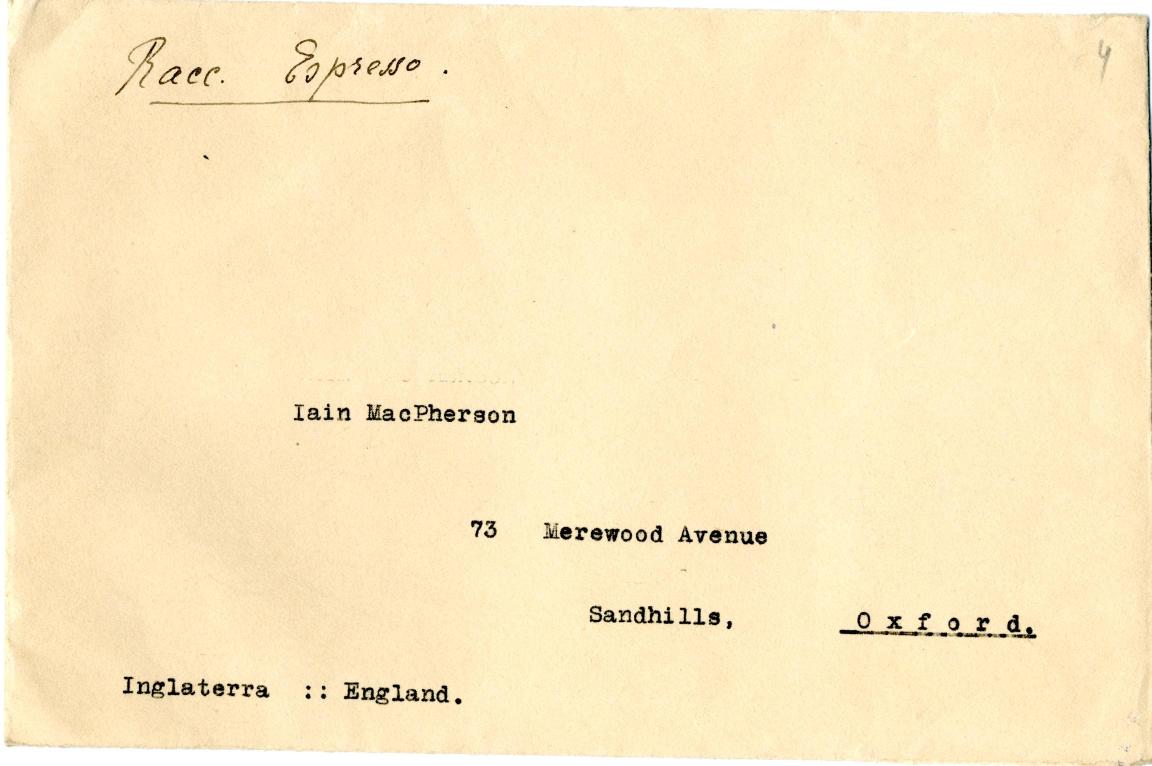 Racc. Espresso.
4
Iain MacPherson
73 Merewood Avenue
Sandhills, Oxford.
Inglaterra :: England.